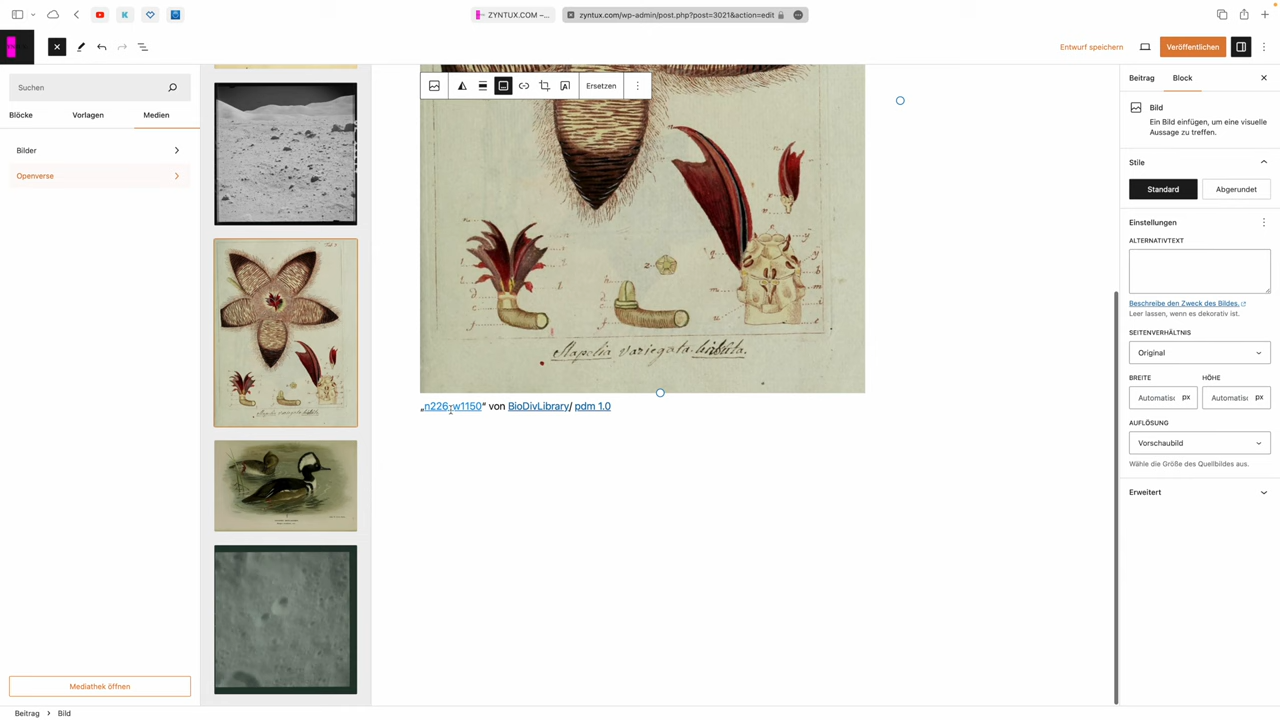 ZYNTUX.COM –...
zyntux.com/wp-admin/post.php?post=3021&action=edit
Entwurf speichern
Veröffentlichen
Suchen
Blöcke
Vorlagen
Medien
Bilder
Openverse
Mediathek öffnen
Ersetzen
Stapelia variegata
„n226_w1150“ von BioDivLibrary/ pdm 1.0
Beitrag
Block
Bild
Ein Bild einfügen, um eine visuelle
Aussage zu treffen.
Stile
Standard
Abgerundet
Einstellungen
ALTERNATIVTEXT
Beschreibe den Zweck des Bildes.
Leer lassen, wenn es dekorativ ist.
SEITENVERHÄLTNIS
Original
BREITE
HÖHE
Automatisc
px
Automatisc
px
AUFLÖSUNG
Vorschaubild
Wähle die Größe des Quellbildes aus.
Erweitert
Beitrag
Bild